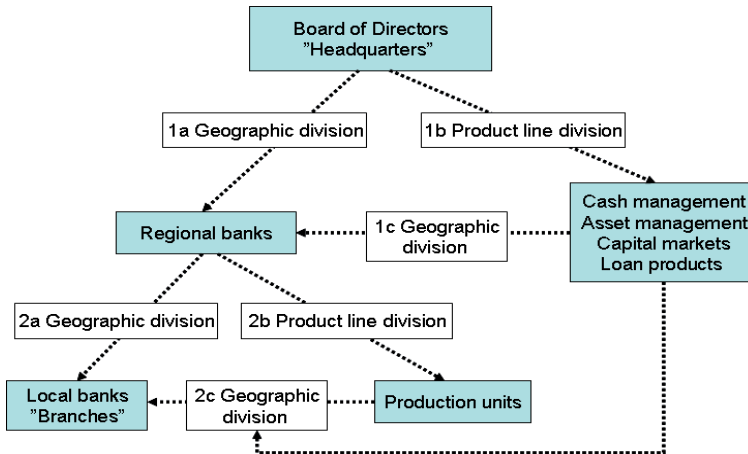 Board of Directors
”Headquarters”
1a Geographic division
1b Product line division
Cash management
Asset management
Capital markets
Loan products
Regional banks
1c Geographic
division
2a Geographic division
2b Product line division
Local banks
”Branches”
2c Geographic
division
Production units